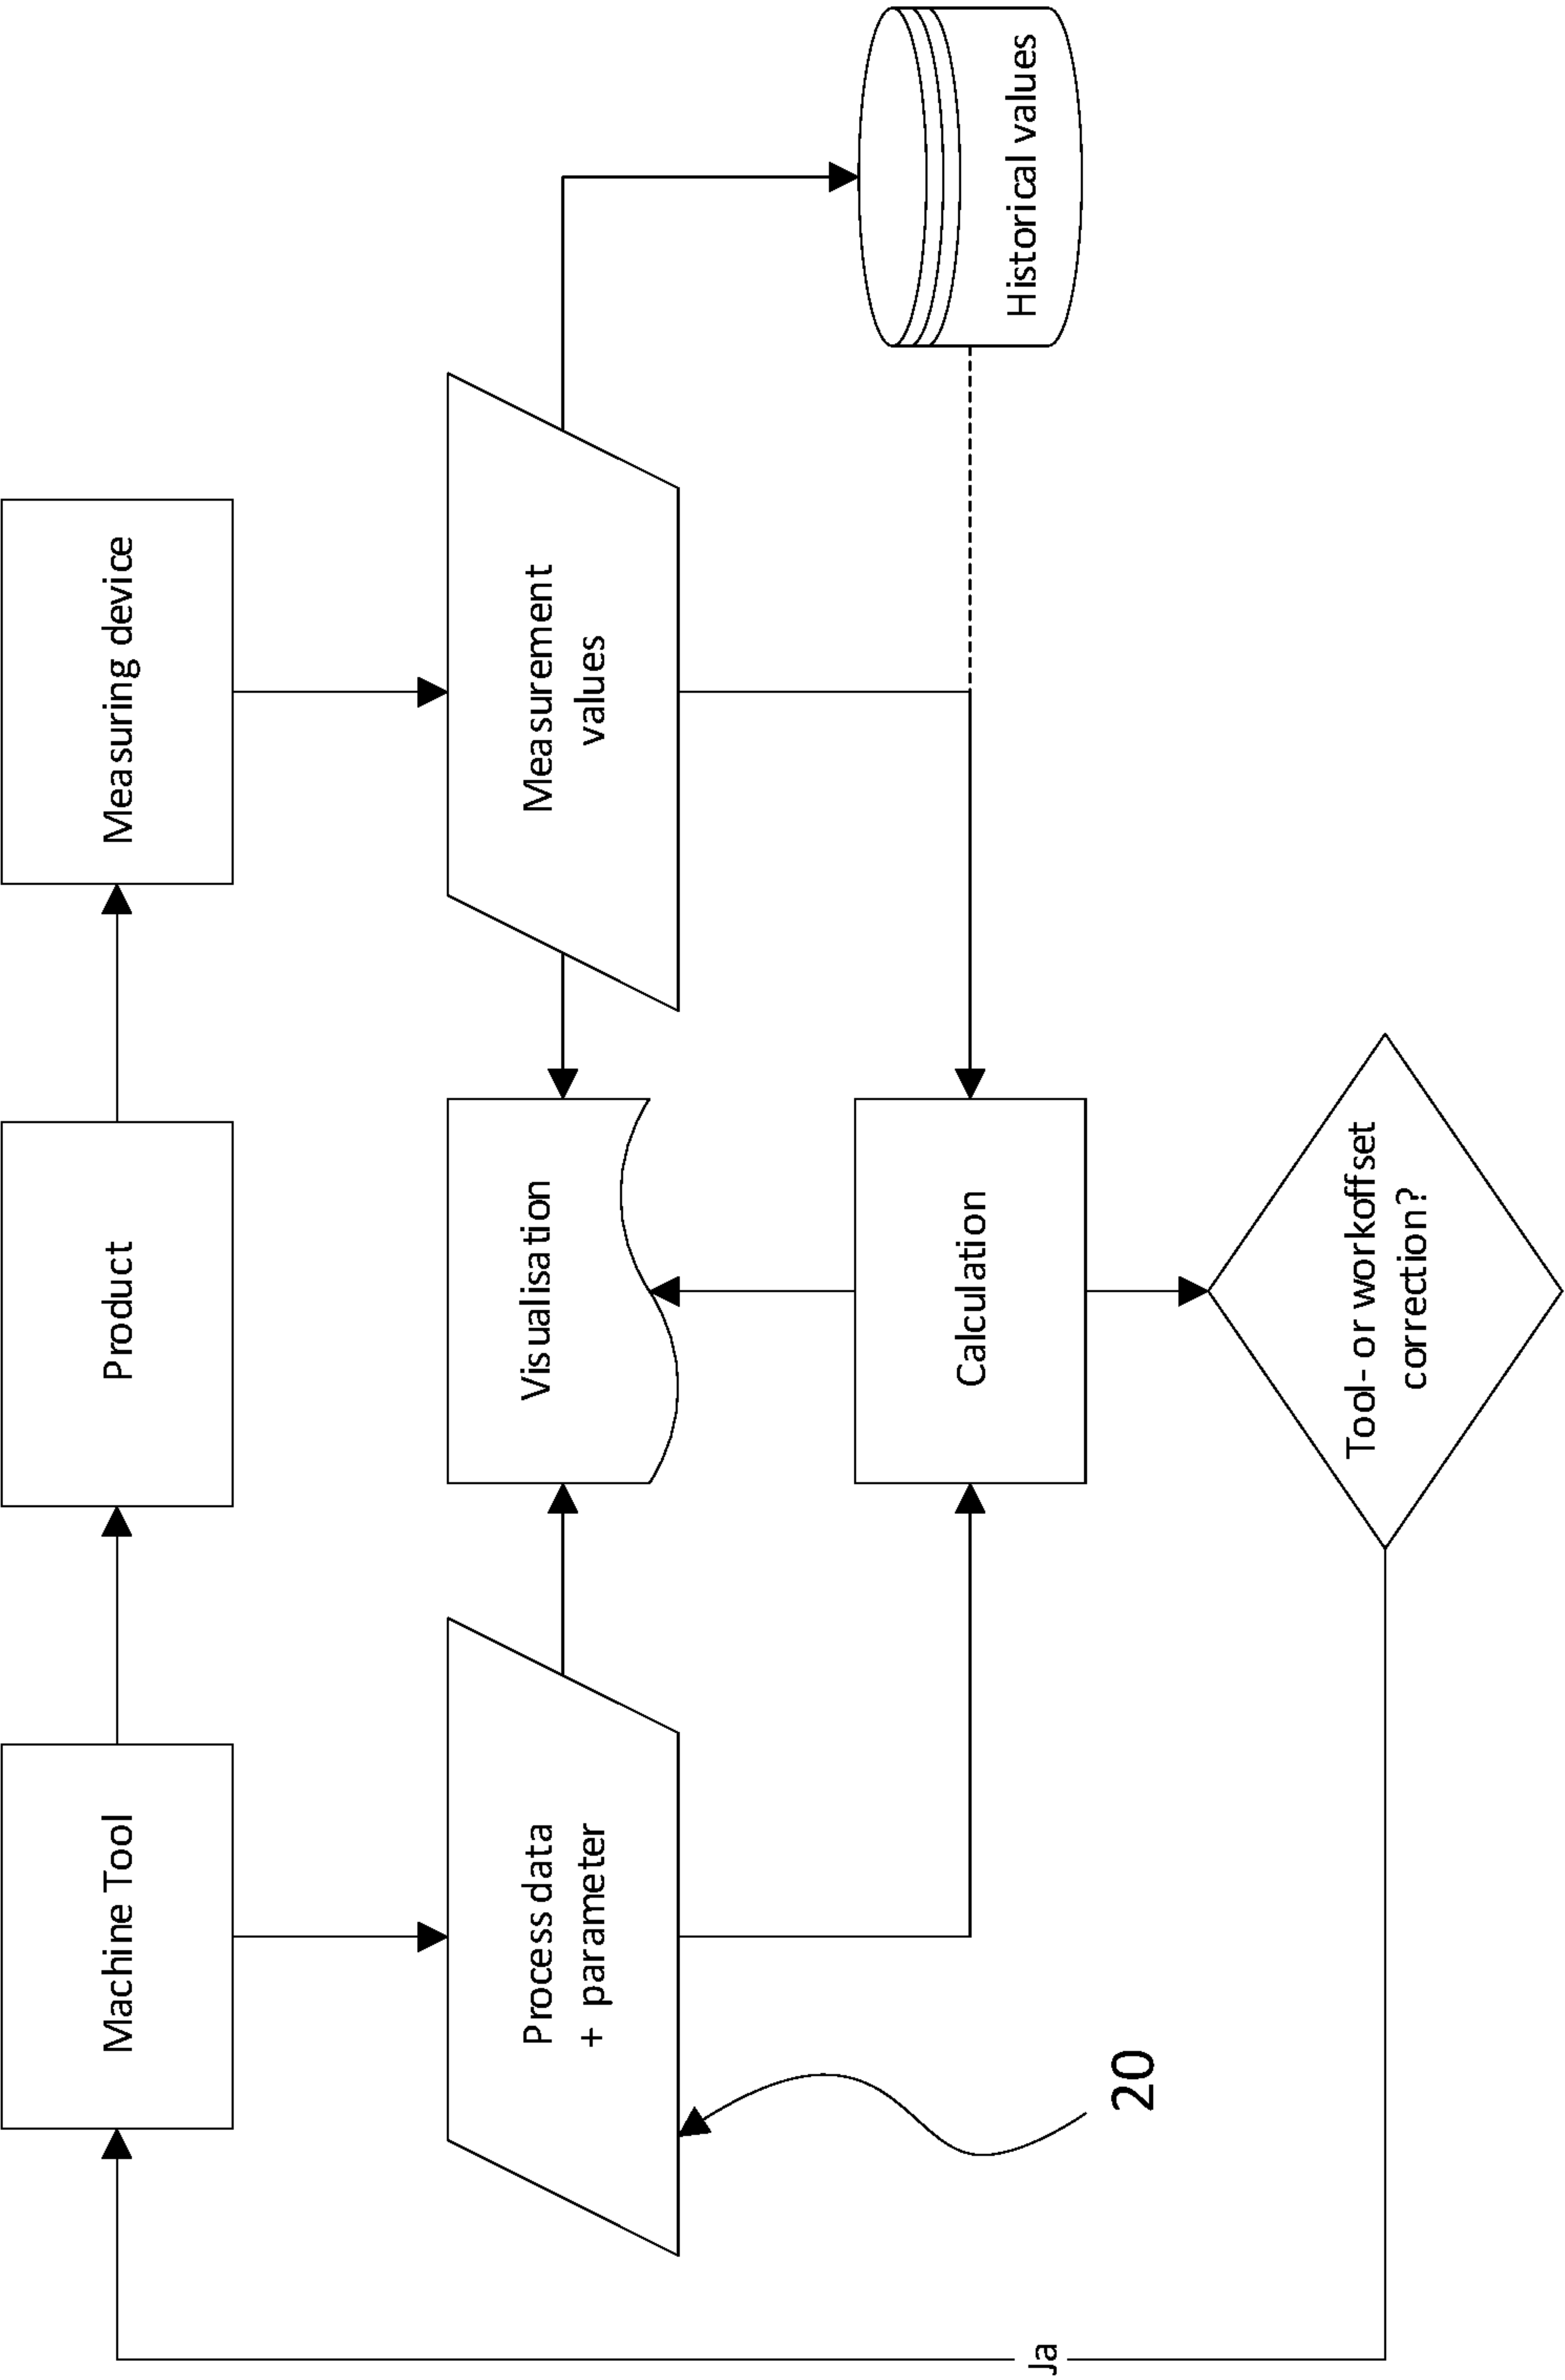 Machine Tool
Product
Measuring device
Process data
+ parameter
Visualisation
Measurement
values
Calculation
Historical values
Tool- or workoffset
correction?
Ja
20